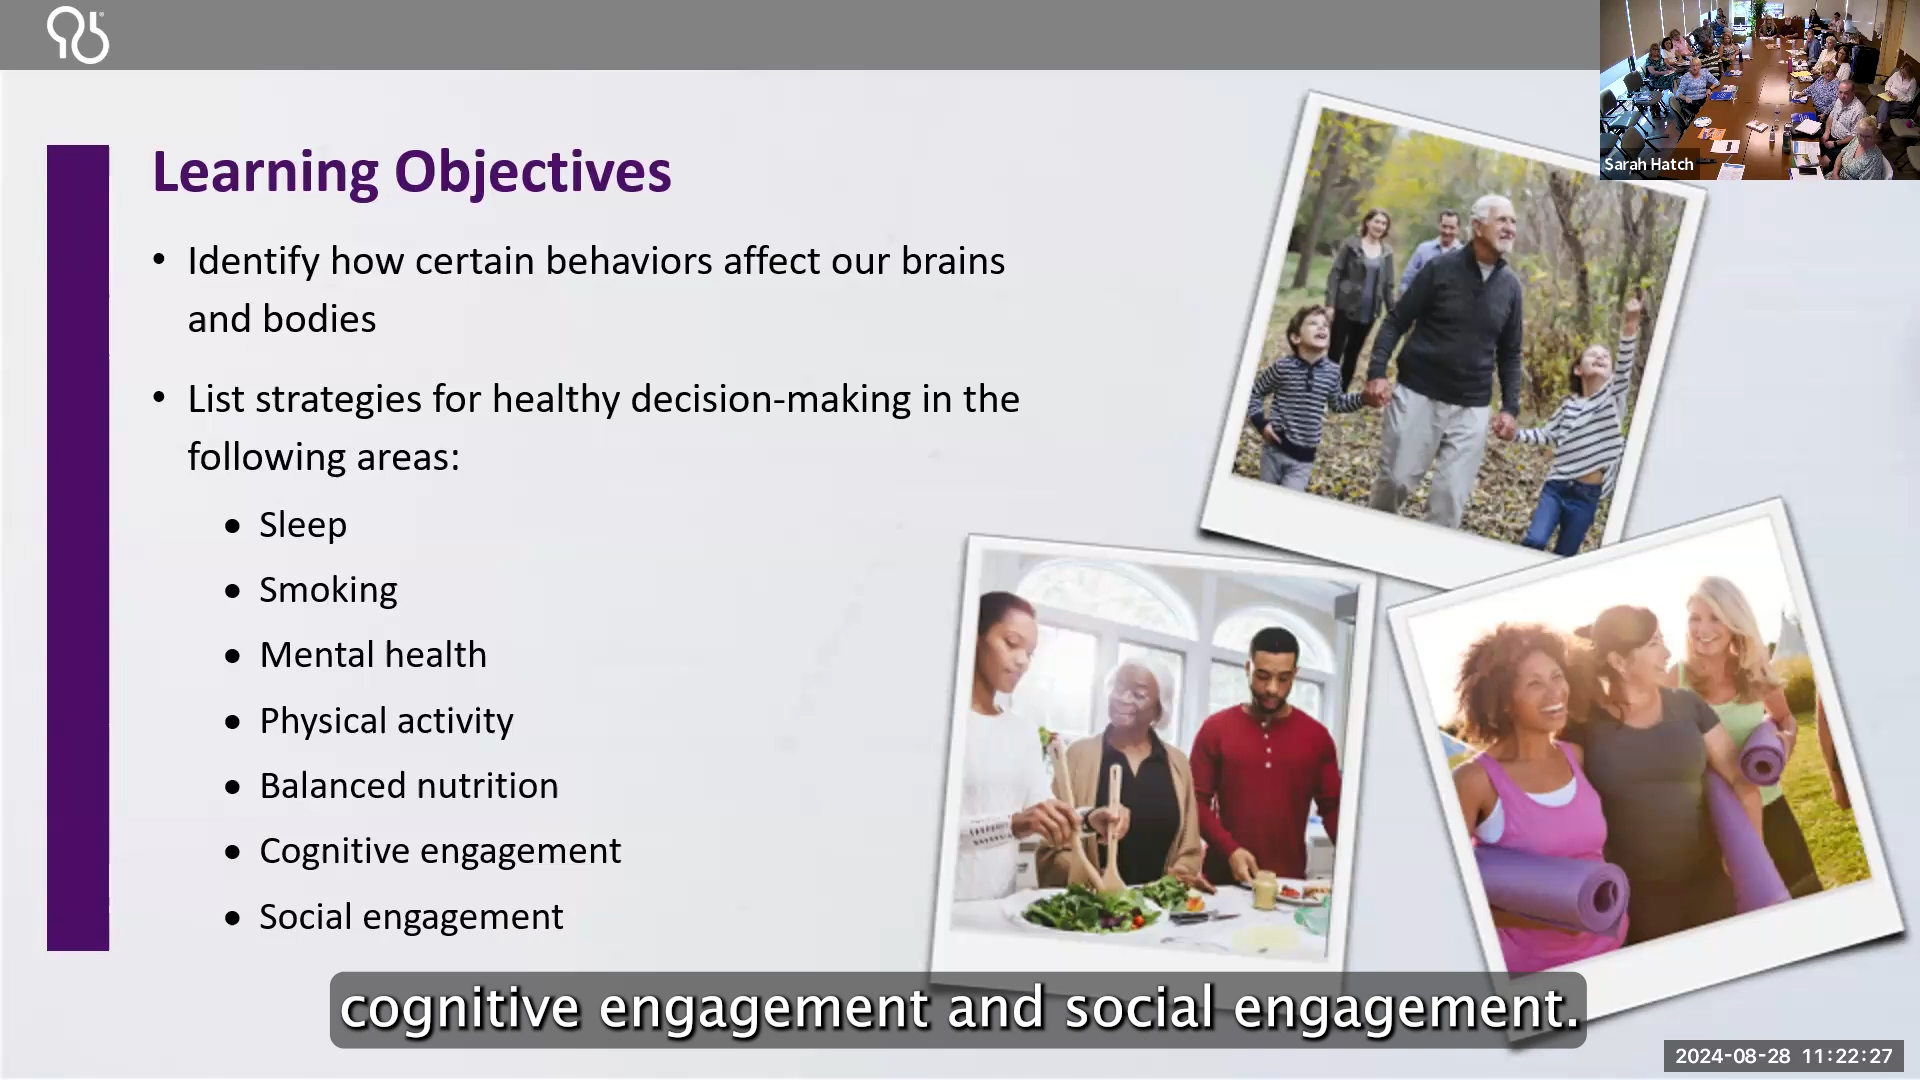 Sarah Hatch
Learning Objectives
• Identify how certain behaviors affect our brains
and bodies
• List strategies for healthy decision-making in the
following areas:
• Sleep
• Smoking
• Mental health
• Physical activity
• Balanced nutrition
• Cognitive engagement
• Social engagement
cognitive engagement and social engagement.
2024-08-28 11:22:27